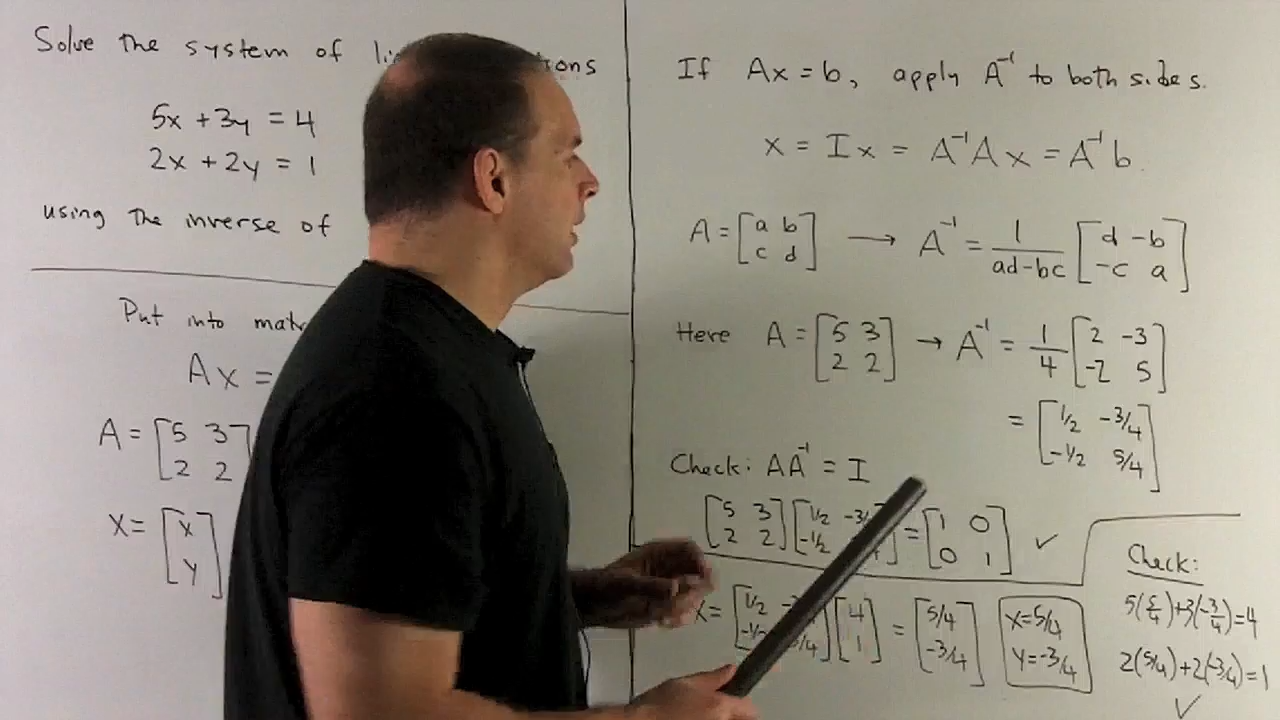 Solve the system of
5x + 3y = 4
2x + 2y = 1
using the inverse of
Put into
Ax =
A = [5 3
2 2
x = [x
y]
If Ax = b, apply A⁻¹ to both sides.
x = Ix = A⁻¹Ax = A⁻¹b.
A = [a b; c d] → A⁻¹ = 1/(ad-bc) [d -b; -c a]
Here A = [5 3; 2 2] → A⁻¹ = 1/4 [2 -3; -2 5]
= [1/2 -3/4; -1/2 5/4]
Check: AA⁻¹ = I
[5 3; 2 2] [1/2 -3/; -1/2 ] = [1 0; 0 1] ✓
x = [1/2 ; -1/2 /4] [4; 1] = [5/4; -3/4]
x = 5/4
y = -3/4
Check:
5(5/4)+3(-3/4)=4
2(5/4)+2(-3/4)=1
✓